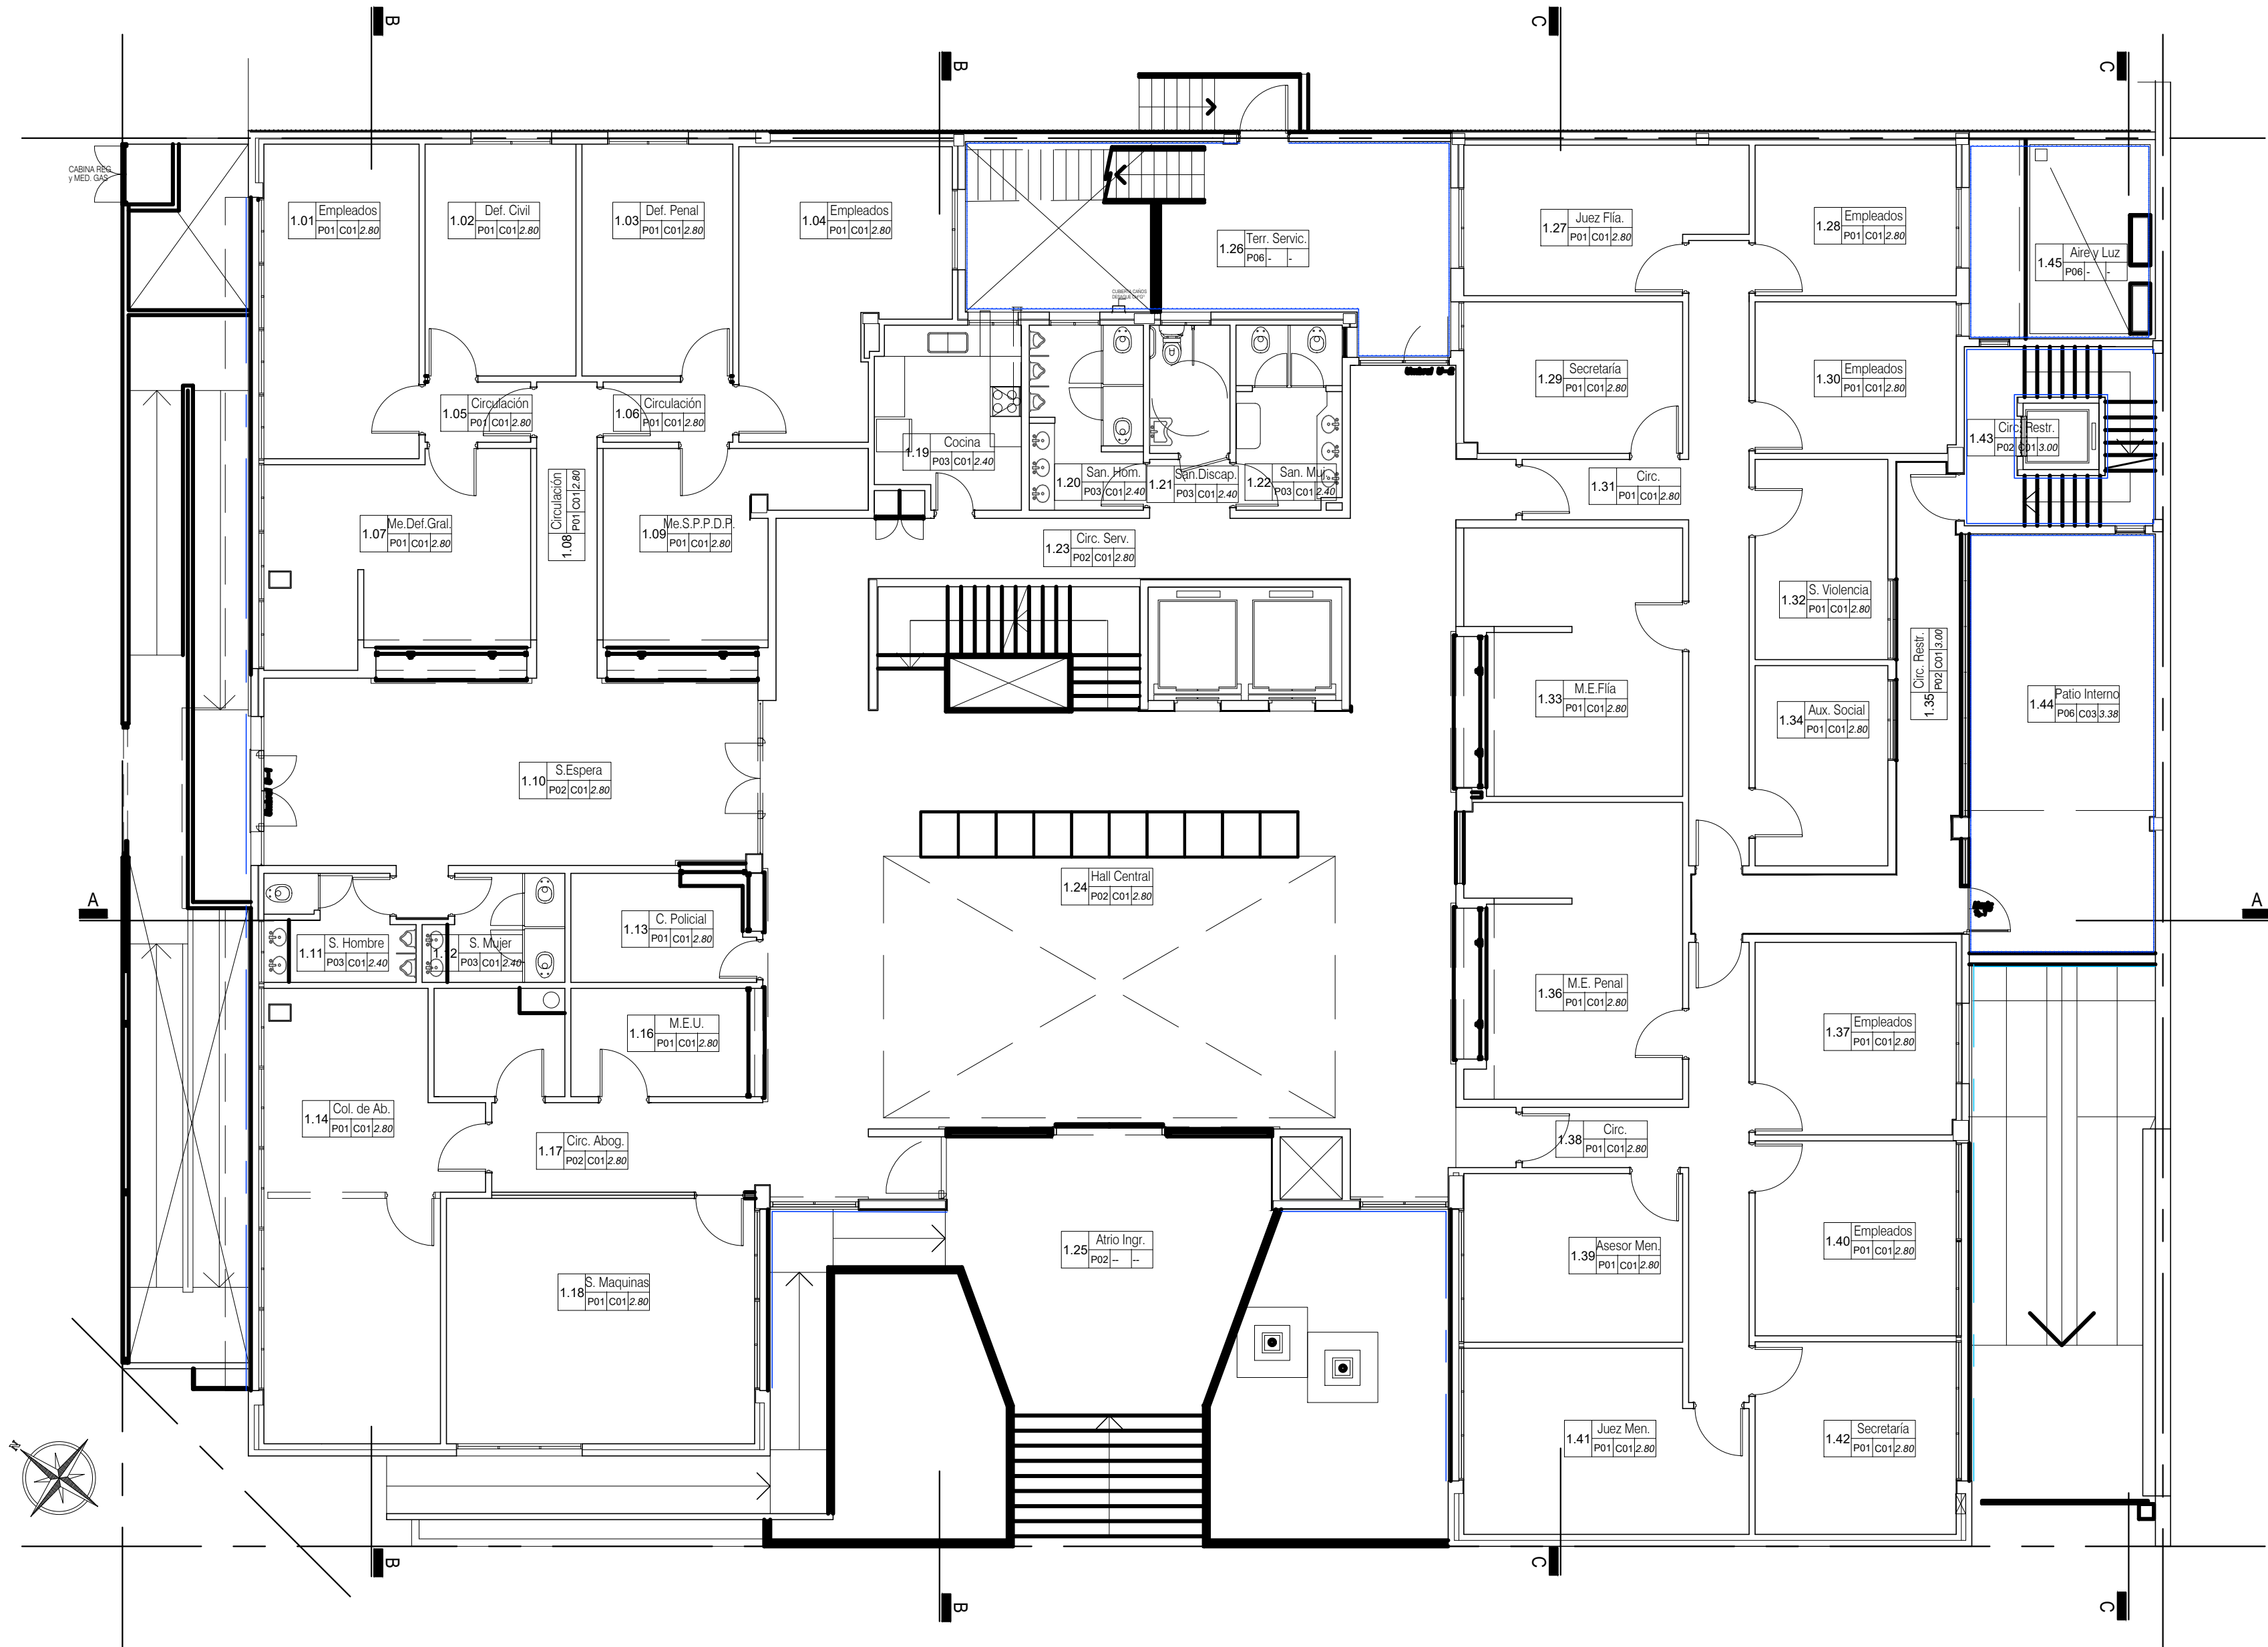 B
C
B
C
CABINA REG.
y MED. GAS
1.01 Empleados
P01 C01 2.80
1.02 Def. Civil
P01 C01 2.80
1.03 Def. Penal
P01 C01 2.80
1.04 Empleados
P01 C01 2.80
1.26 Terr. Servic.
P06 - -
1.27 Juez Flía.
P01 C01 2.80
1.28 Empleados
P01 C01 2.80
1.45 Aire y Luz
P06 - -
1.05 Circulación
P01 C01 2.80
1.06 Circulación
P01 C01 2.80
1.29 Secretaría
P01 C01 2.80
1.30 Empleados
P01 C01 2.80
1.19 Cocina
P03 C01 2.40
1.20 San. Hom.
P03 C01 2.40
1.21 San.Discap.
P03 C01 2.40
1.22 San. Muj.
P03 C01 2.40
1.43 Circ. Restr.
P02 C01 3.00
1.31 Circ.
P01 C01 2.80
1.07 Me.Def.Gral.
P01 C01 2.80
1.08 Circulación
P01 C01 2.80
1.09 Me.S.P.P.D.P.
P01 C01 2.80
1.23 Circ. Serv.
P02 C01 2.80
1.32 S. Violencia
P01 C01 2.80
1.33 M.E.Flía
P01 C01 2.80
1.34 Aux. Social
P01 C01 2.80
1.35 Circ. Restr.
P02 C01 3.00
1.44 Patio Interno
P06 C03 3.38
1.10 S.Espera
P02 C01 2.80
1.24 Hall Central
P02 C01 2.80
A
A
1.11 S. Hombre
P03 C01 2.40
S. Mujer
P03 C01 2.40
1.13 C. Policial
P01 C01 2.80
1.36 M.E. Penal
P01 C01 2.80
1.16 M.E.U.
P01 C01 2.80
1.37 Empleados
P01 C01 2.80
1.14 Col. de Ab.
P01 C01 2.80
1.17 Circ. Abog.
P02 C01 2.80
1.38 Circ.
P01 C01 2.80
1.25 Atrio Ingr.
P02 -- --
1.39 Asesor Men.
P01 C01 2.80
1.40 Empleados
P01 C01 2.80
1.18 S. Maquinas
P01 C01 2.80
1.41 Juez Men.
P01 C01 2.80
1.42 Secretaría
P01 C01 2.80
N
B
C
B
C